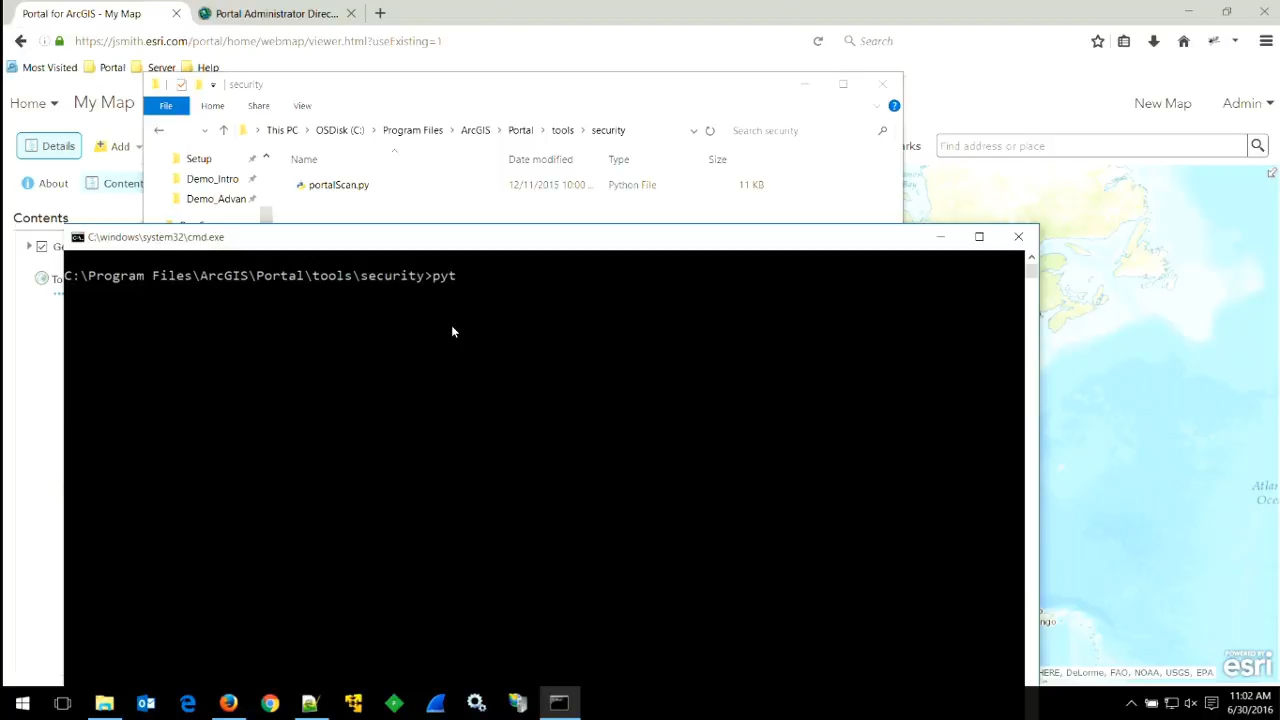 Portal for ArcGIS - My Map
Portal Administrator Direc...
https://jsmith.esri.com/portal/home/webmap/viewer.html?useExisting=1
Search
Most Visited Portal Server Help
security
Home My Map
New Map Admin
File Home Share View
This PC OSDisk (C:) Program Files ArcGIS Portal tools security
Search security
Details Add
Find address or place
Setup
Demo_Intro
Demo_Advan
Name Date modified Type Size
portalScan.py 12/11/2015 10:00 ... Python File 11 KB
About Content
Contents
C:\windows\system32\cmd.exe
C:\Program Files\ArcGIS\Portal\tools\security>pyt
Atlan
Oce
ngo
POWERED BY
esri
HERE, DeLorme, FAO, NOAA, USGS, EPA
11:02 AM
6/30/2016